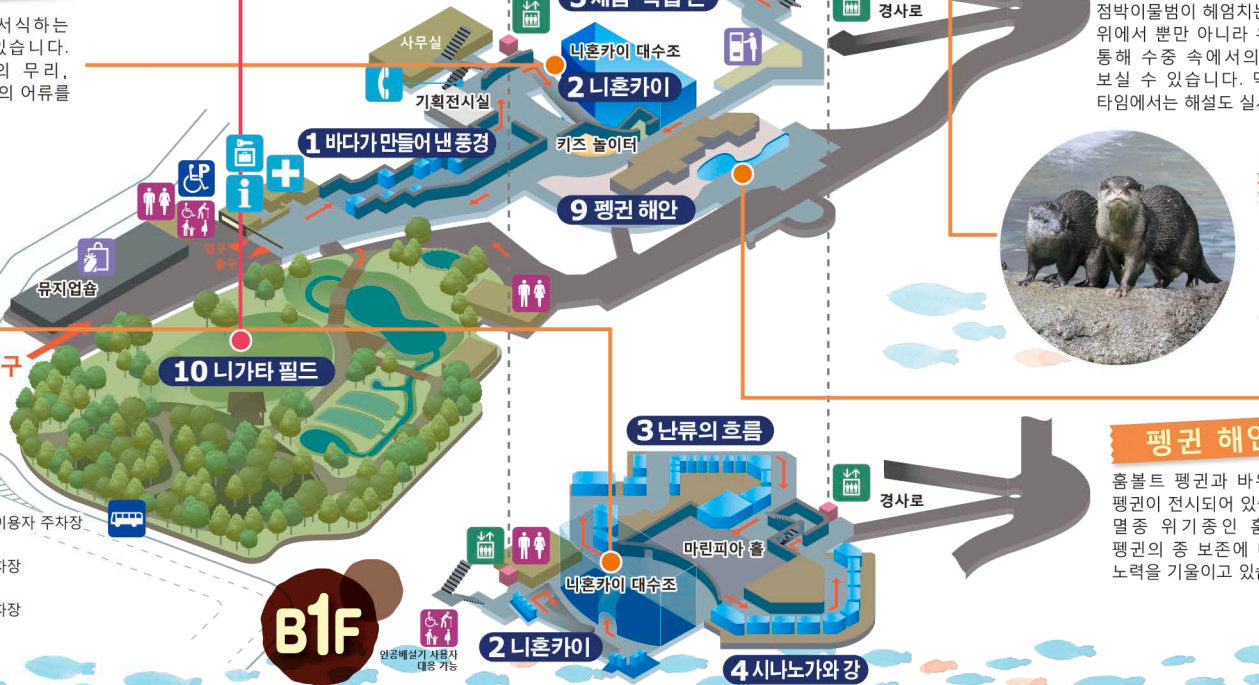 서식하는
있습니다.
의 무리,
의 어류를
사무실
기획전시실
니혼카이 대수조
2 니혼카이
1 바다가 만들어 낸 풍경
키즈 놀이터
9 펭귄 해안
경사로
점박이물범이 헤엄치는
위에서 뿐만 아니라
통해 수중 속에서의
보실 수 있습니다.
타임에서는 해설도
P
i
입구
출구
뮤지업숍
구
10 니가타 필드
이용자 주차장
차장
차장
3 난류의 흐름
경사로
마린피아 홀
니혼카이 대수조
B1F
인공배설기 사용자
대응 가능
2 니혼카이
4 시나노가와 강
펭귄 해안
훔볼트 펭귄과
펭귄이 전시되어
멸종 위기종인
펭귄의 종 보존에
노력을 기울이고